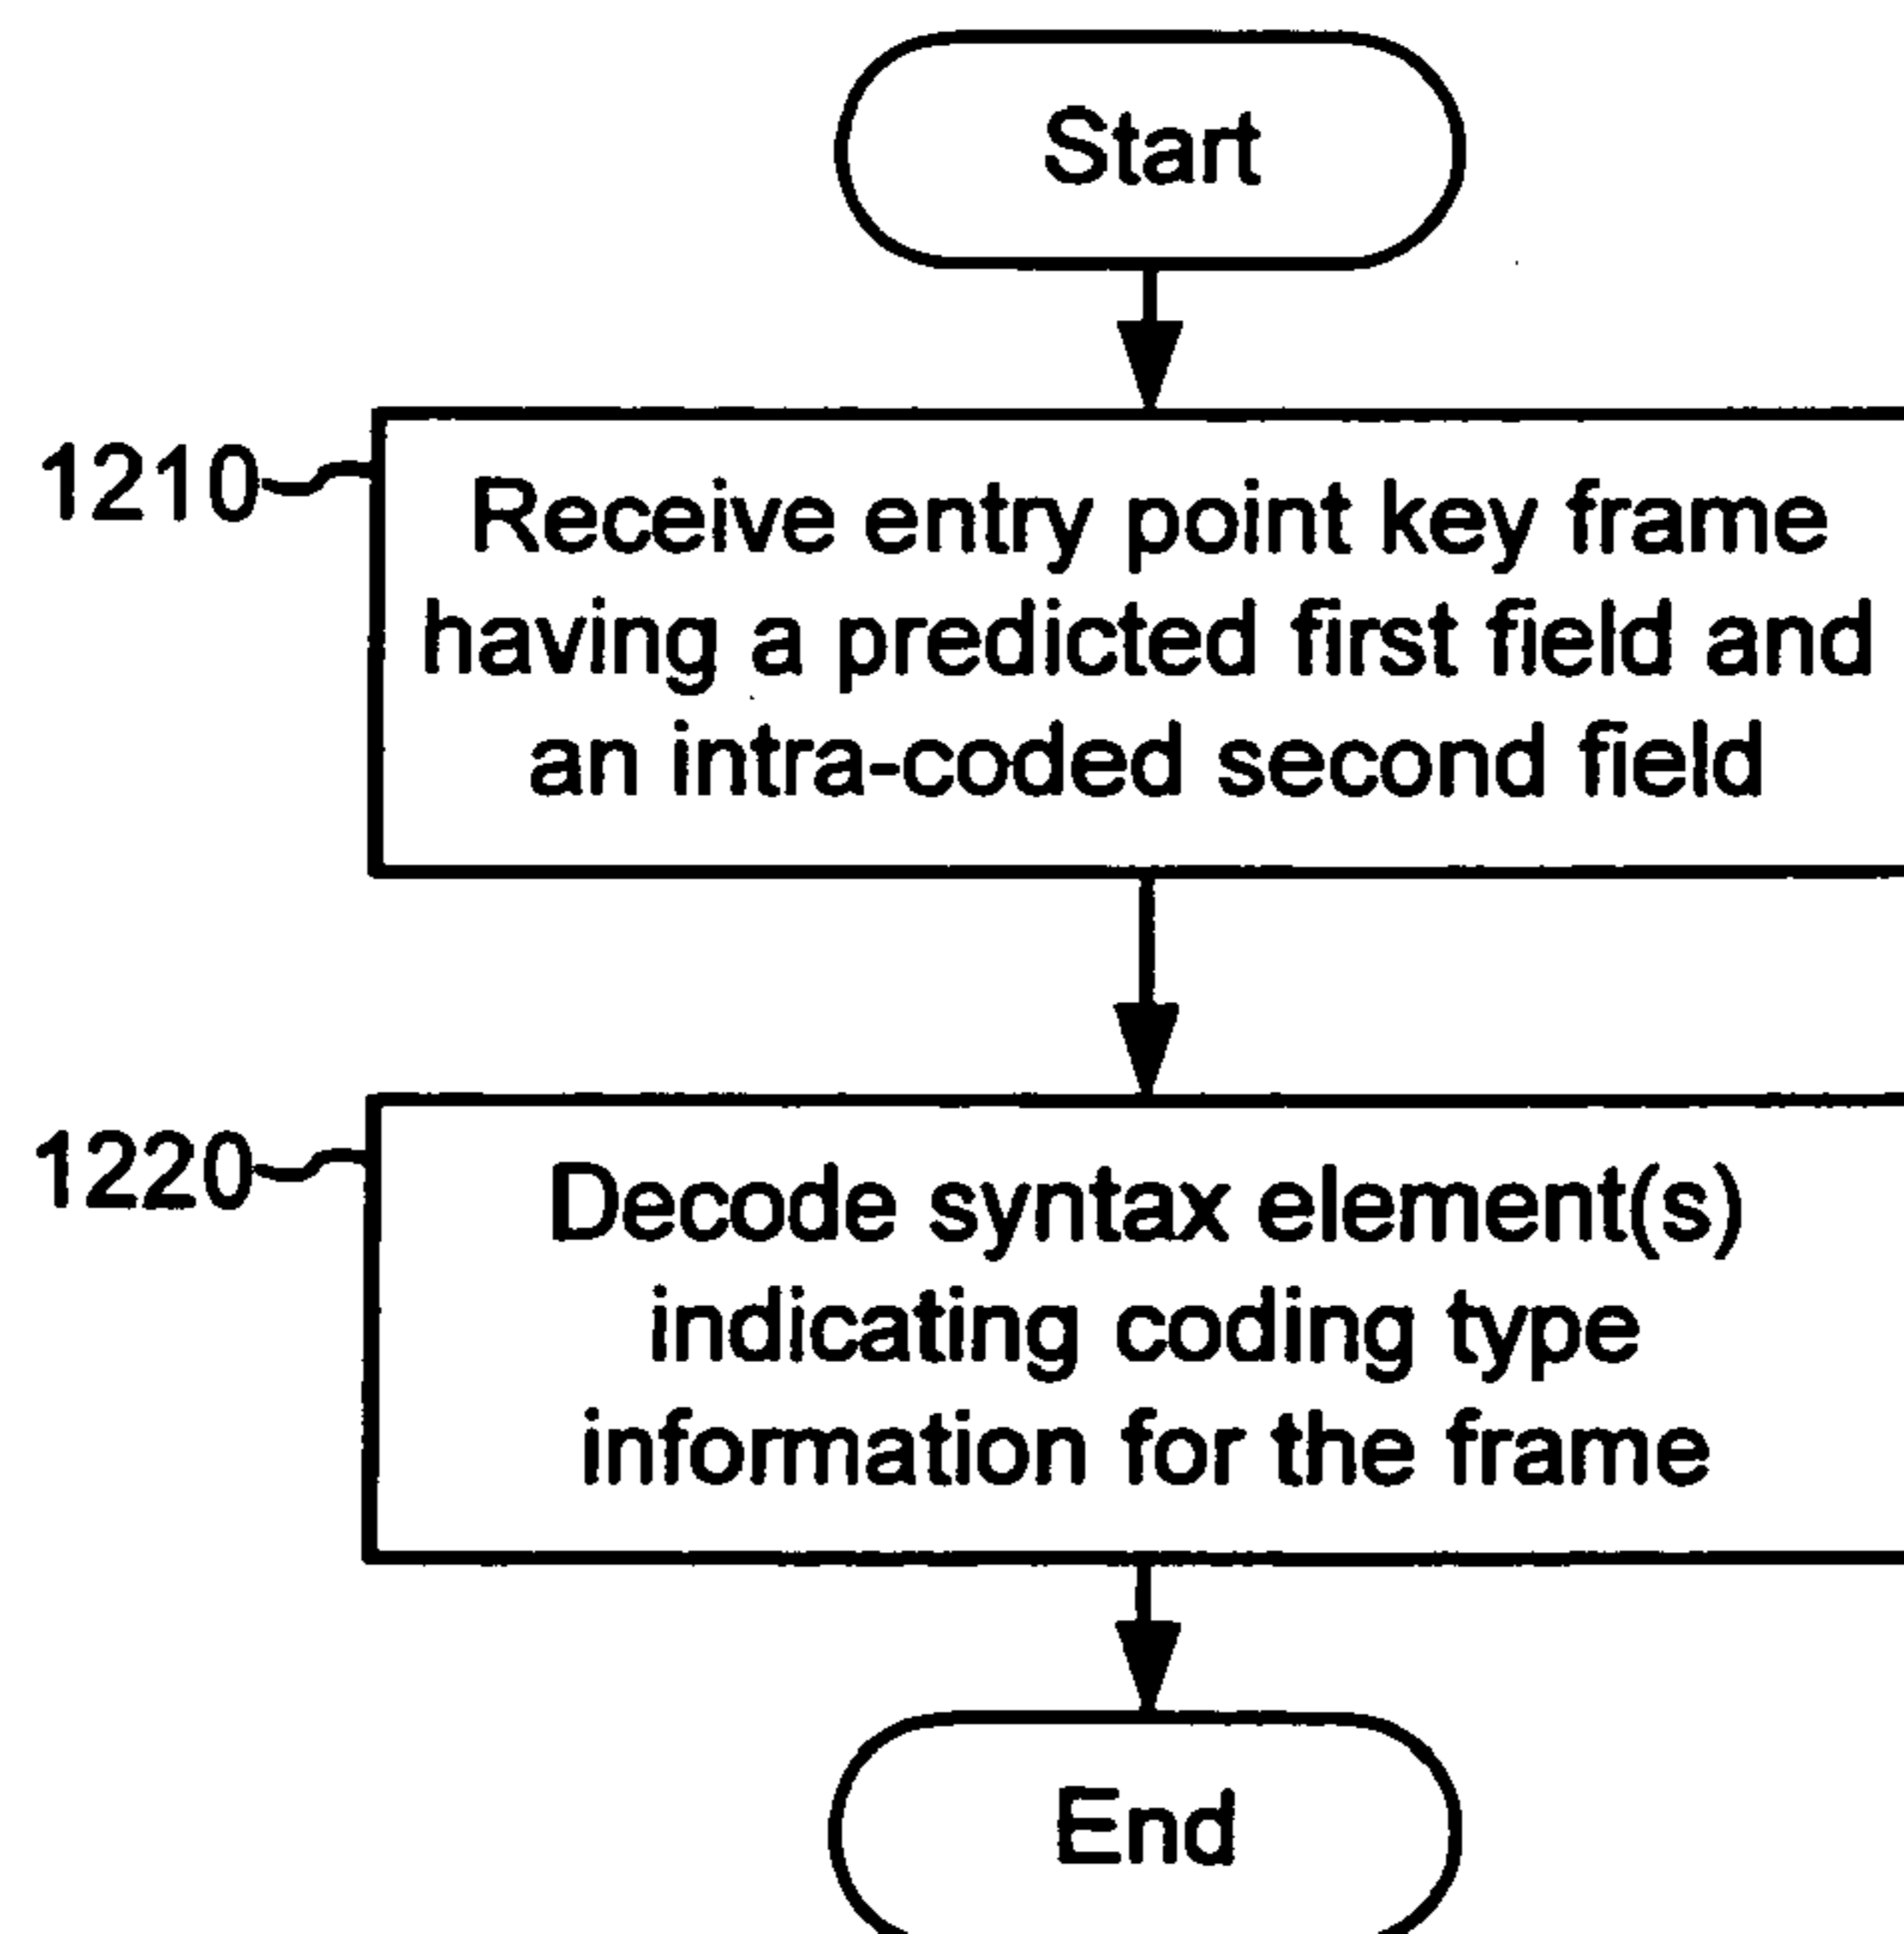 Start
1210
Receive entry point key frame
having a predicted first field and
an intra-coded second field
1220
Decode syntax element(s)
indicating coding type
information for the frame
End